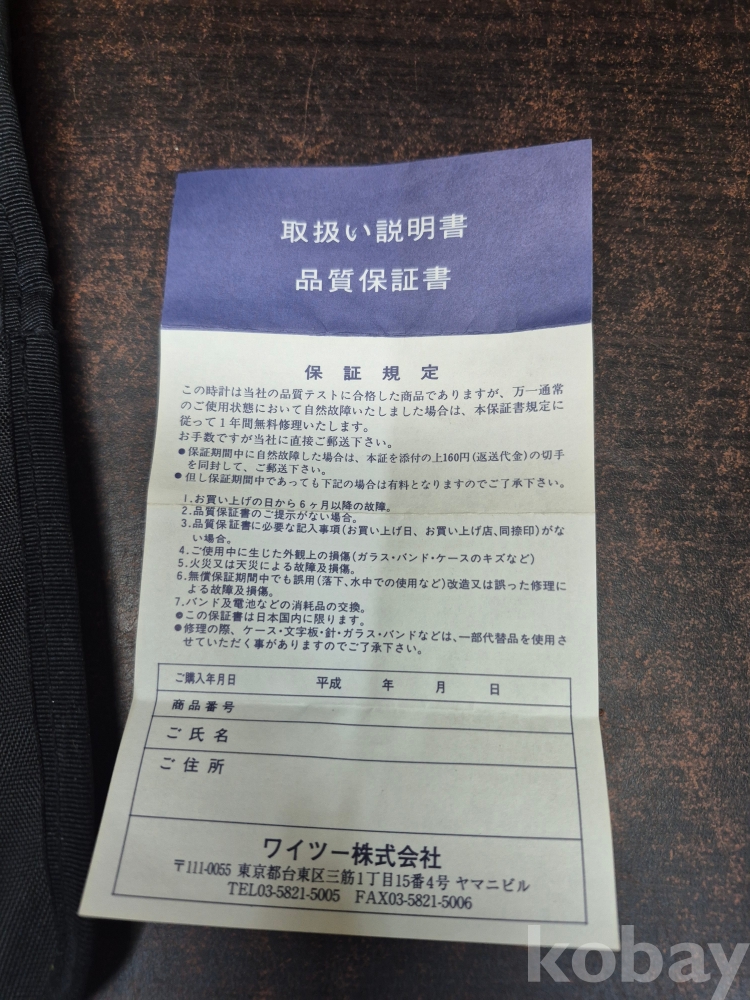 取扱い説明書
品質保証書
保証規定
この時計は当社の品質テストに合格した商品でありますが、万一通常
のご使用状態において自然故障いたしました場合は、本保証書規定に
従って1年間無料修理いたします。
お手数ですが当社に直接ご郵送下さい。
●保証期間中に自然故障した場合は、本証を添付の上160円(返送代金)の切手
を同封して、ご郵送下さい。
●但し保証期間中であっても下記の場合は有料となりますのでご了承下さい。
1.お買い上げの日から6ヶ月以降の故障。
2.品質保証書のご提示がない場合。
3.品質保証書に必要な記入事項(お買い上げ日、お買い上げ店、同捺印)がな
い場合。
4.ご使用中に生じた外観上の損傷(ガラス・バンド・ケースのキズなど)
5.火災又は天災による故障及損傷。
6.無償保証期間中でも誤用(落下、水中での使用など)改造又は誤った修理に
よる故障及損傷。
7.バンド及電池などの消耗品の交換。
●この保証書は日本国内に限ります。
●修理の際、ケース・文字板・針・ガラス・バンドなどは、一部代替品を使用さ
せていただく事がありますのでご了承下さい。
ご購入年月日 平成 年 月 日
商品番号
ご氏名
ご住所
ワイツー株式会社
〒111-0055 東京都台東区三筋1丁目15番4号 ヤマニビル
TEL03-5821-5005 FAX03-5821-5006
kobay